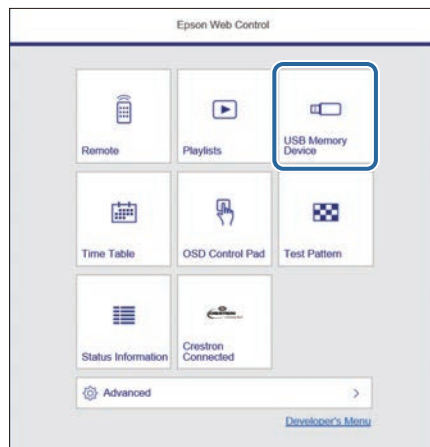 Epson Web Control
Remote
Playlists
USB Memory
Device
Time Table
OSD Control Pad
Test Pattern
Status Information
CRESTRON
Crestron
Connected
Advanced
Developer's Menu